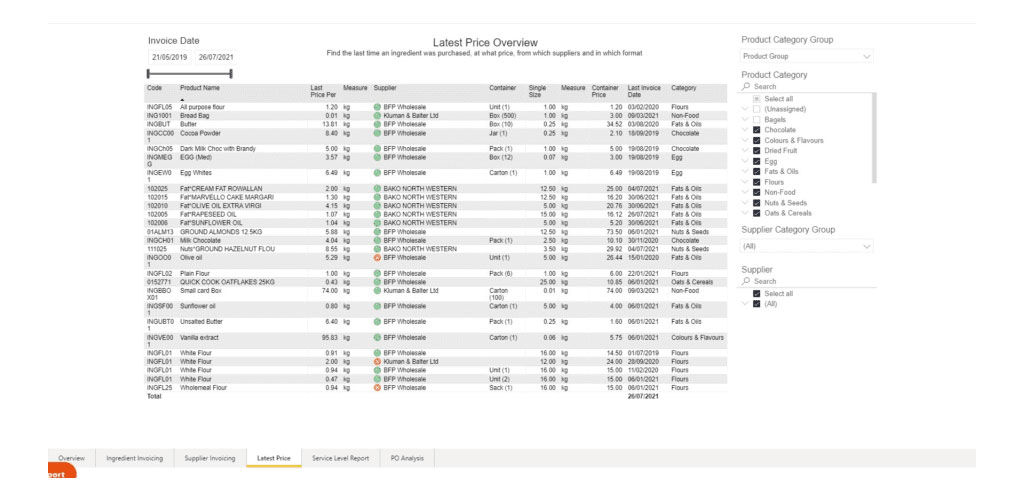 Invoice Date
21/05/2019 26/07/2021
Latest Price Overview
Find the last time an ingredient was purchased, at what price, from which suppliers and in which format
Code Product Name Last Price Per Measure Supplier Container Single Size Measure Container Price Last Invoice Date Category
INGFL05 All purpose flour 1.20 kg BFP Wholesale Unit (1) 1.00 kg 1.20 03/02/2020 Flours
ING1001 Bread Bag 0.01 kg Kluman & Balter Ltd Box (500) 1.00 kg 3.00 09/03/2021 Non-Food
INGBUT Butter 13.81 kg BFP Wholesale Box (10) 0.25 kg 34.52 03/08/2020 Fats & Oils
INGCC001 Cocoa Powder 8.40 kg BFP Wholesale Jar (1) 0.25 kg 2.10 18/09/2019 Chocolate
INGCh05 Dark Milk Choc with Brandy 5.00 kg BFP Wholesale Pack (1) 1.00 kg 5.00 19/08/2019 Chocolate
INGMEGG EGG (Med) 3.57 kg BFP Wholesale Box (12) 0.07 kg 3.00 19/08/2019 Egg
INGEW01 Egg Whites 6.49 kg BFP Wholesale Carton (1) 1.00 kg 6.49 19/08/2019 Egg
102025 Fat*CREAM FAT ROWALLAN 2.00 kg BAKO NORTH WESTERN 12.50 kg 25.00 04/07/2021 Fats & Oils
102015 Fat*MARVELLO CAKE MARGARI 1.30 kg BAKO NORTH WESTERN 12.50 kg 16.20 30/06/2021 Fats & Oils
102010 Fat*OLIVE OIL EXTRA VIRGI 4.15 kg BAKO NORTH WESTERN 5.00 kg 20.76 30/06/2021 Fats & Oils
102005 Fat*RAPESEED OIL 1.07 kg BAKO NORTH WESTERN 15.00 kg 16.12 26/07/2021 Fats & Oils
102006 Fat*SUNFLOWER OIL 1.04 kg BAKO NORTH WESTERN 5.00 kg 5.20 30/06/2021 Fats & Oils
01ALM13 GROUND ALMONDS 12.5KG 5.88 kg BFP Wholesale 12.50 kg 73.50 06/01/2021 Nuts & Seeds
INGCH01 Milk Chocolate 4.04 kg BFP Wholesale Pack (1) 2.50 kg 10.10 30/11/2020 Chocolate
111025 Nuts*GROUND HAZELNUT FLOU 8.55 kg BAKO NORTH WESTERN 3.50 kg 29.92 04/07/2021 Nuts & Seeds
INGOO01 Olive oil 5.29 kg BFP Wholesale Unit (1) 5.00 kg 26.44 15/01/2020 Fats & Oils
INGFL02 Plain Flour 1.00 kg BFP Wholesale Pack (6) 1.00 kg 6.00 22/01/2021 Flours
0152771 QUICK COOK OATFLAKES 25KG 0.43 kg BFP Wholesale 25.00 kg 10.85 06/01/2021 Oats & Cereals
INGBBOX01 Small card Box 74.00 kg Kluman & Balter Ltd Carton (100) 0.01 kg 74.00 09/03/2021 Non-Food
INGSF001 Sunflower oil 0.80 kg BFP Wholesale Carton (1) 5.00 kg 4.00 06/01/2021 Fats & Oils
INGUBT01 Unsalted Butter 6.40 kg BFP Wholesale Pack (1) 0.25 kg 1.60 06/01/2021 Fats & Oils
INGVE001 Vanilla extract 95.83 kg BFP Wholesale Carton (1) 0.06 kg 5.75 06/01/2021 Colours & Flavours
INGFL01 White Flour 0.91 kg BFP Wholesale 16.00 kg 14.50 01/07/2019 Flours
INGFL01 White Flour 2.00 kg Kluman & Balter Ltd 12.00 kg 24.00 28/09/2020 Flours
INGFL01 White Flour 0.94 kg BFP Wholesale Unit (1) 16.00 kg 15.00 11/02/2020 Flours
INGFL01 White Flour 0.47 kg BFP Wholesale Unit (2) 16.00 kg 15.00 06/01/2021 Flours
INGFL25 Wholemeal Flour 0.94 kg BFP Wholesale Sack (1) 16.00 kg 15.00 06/01/2021 Flours
Total 26/07/2021
Product Category Group
Product Group
Product Category
Search
Select all
(Unassigned)
Bagels
Chocolate
Colours & Flavours
Dried Fruit
Egg
Fats & Oils
Flours
Non-Food
Nuts & Seeds
Oats & Cereals
Supplier Category Group
(All)
Supplier
Search
Select all
(All)
Overview Ingredient Invoicing Supplier Invoicing Latest Price Service Level Report PO Analysis
port